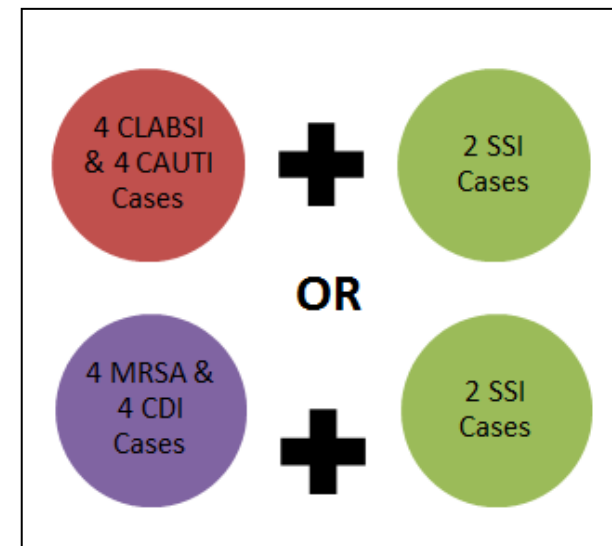 4 CLABSI
& 4 CAUTI
Cases
2 SSI
Cases
OR
4 MRSA &
4 CDI
Cases
2 SSI
Cases